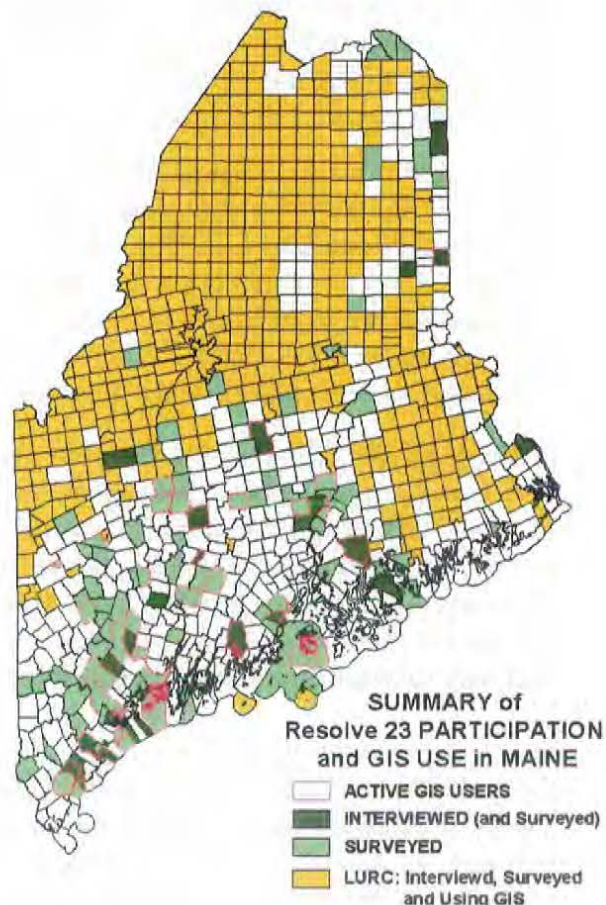 SUMMARY of
Resolve 23 PARTICIPATION
and GIS USE in MAINE
ACTIVE GIS USERS
INTERVIEWED (and Surveyed)
SURVEYED
LURC: Interviewd, Surveyed
and Using GIS